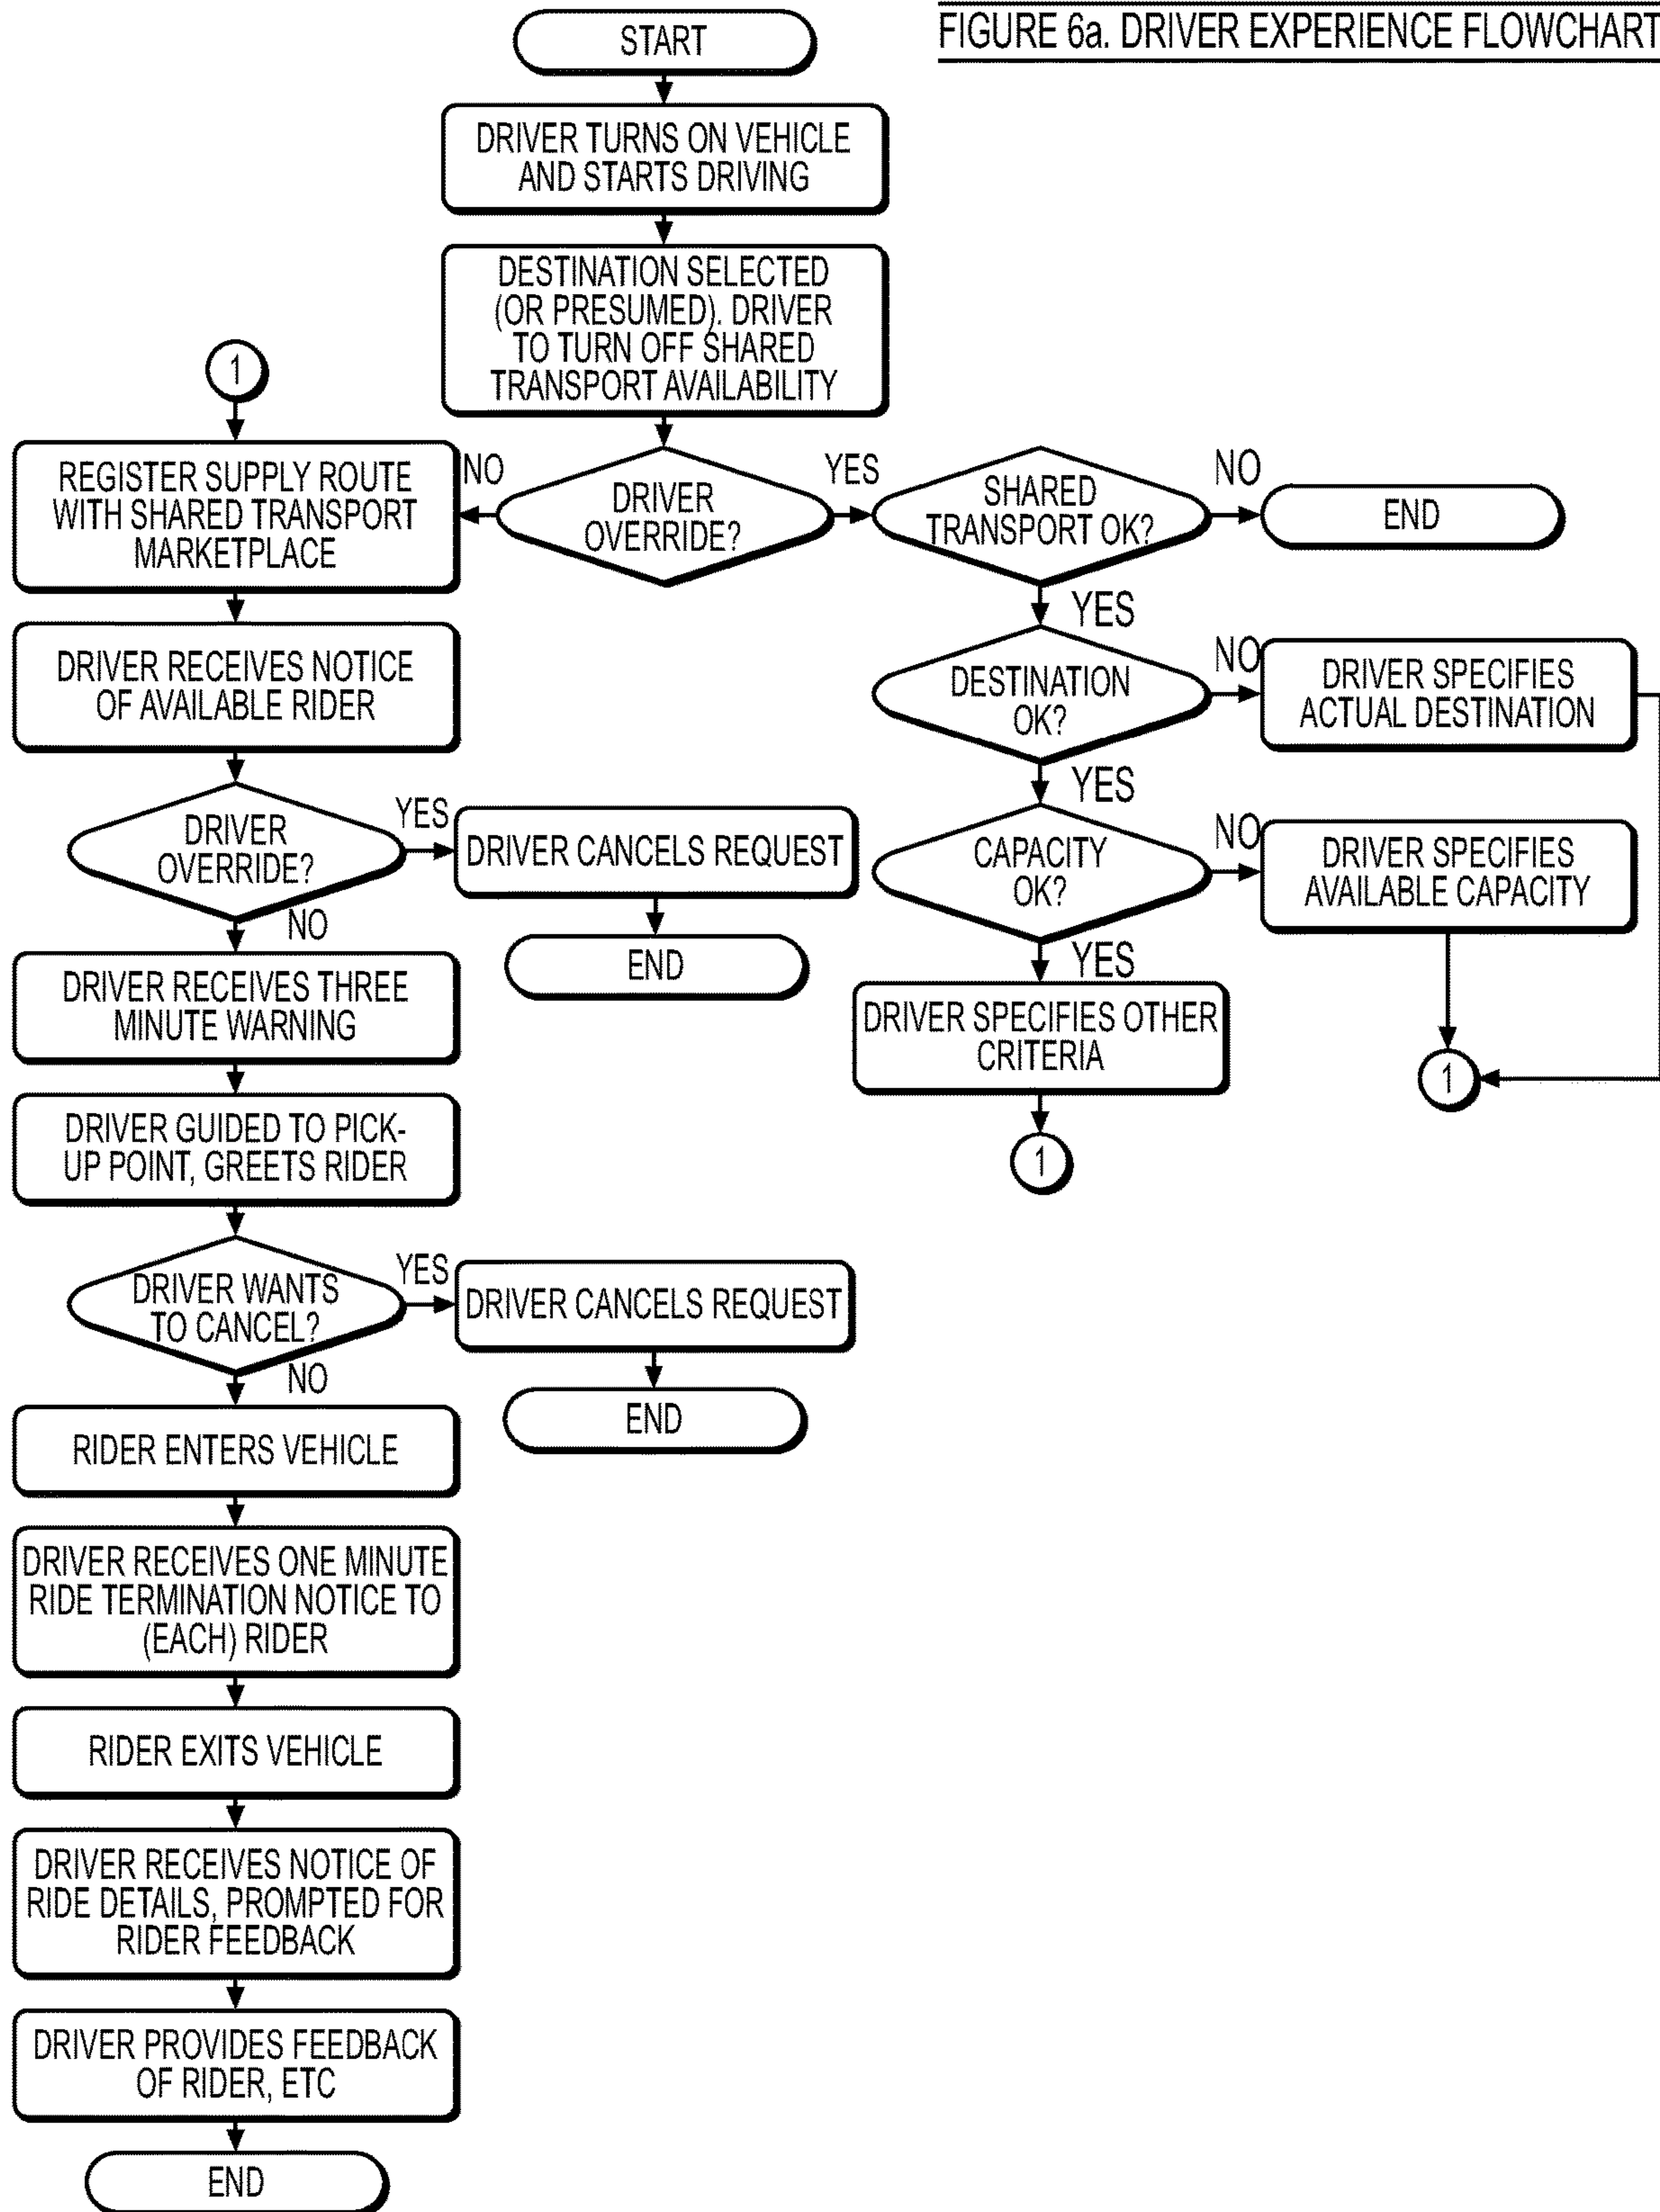 FIGURE 6a. DRIVER EXPERIENCE FLOWCHART
START
DRIVER TURNS ON VEHICLE
AND STARTS DRIVING
DESTINATION SELECTED
(OR PRESUMED). DRIVER
TO TURN OFF SHARED
TRANSPORT AVAILABILITY
DRIVER
OVERRIDE?
NO
YES
1
REGISTER SUPPLY ROUTE
WITH SHARED TRANSPORT
MARKETPLACE
DRIVER RECEIVES NOTICE
OF AVAILABLE RIDER
DRIVER
OVERRIDE?
YES
DRIVER CANCELS REQUEST
END
NO
DRIVER RECEIVES THREE
MINUTE WARNING
DRIVER GUIDED TO PICK-
UP POINT, GREETS RIDER
DRIVER WANTS
TO CANCEL?
YES
DRIVER CANCELS REQUEST
END
NO
RIDER ENTERS VEHICLE
DRIVER RECEIVES ONE MINUTE
RIDE TERMINATION NOTICE TO
(EACH) RIDER
RIDER EXITS VEHICLE
DRIVER RECEIVES NOTICE OF
RIDE DETAILS, PROMPTED FOR
RIDER FEEDBACK
DRIVER PROVIDES FEEDBACK
OF RIDER, ETC
END
SHARED
TRANSPORT OK?
NO
END
YES
DESTINATION
OK?
NO
DRIVER SPECIFIES
ACTUAL DESTINATION
YES
CAPACITY
OK?
NO
DRIVER SPECIFIES
AVAILABLE CAPACITY
1
YES
DRIVER SPECIFIES OTHER
CRITERIA
1